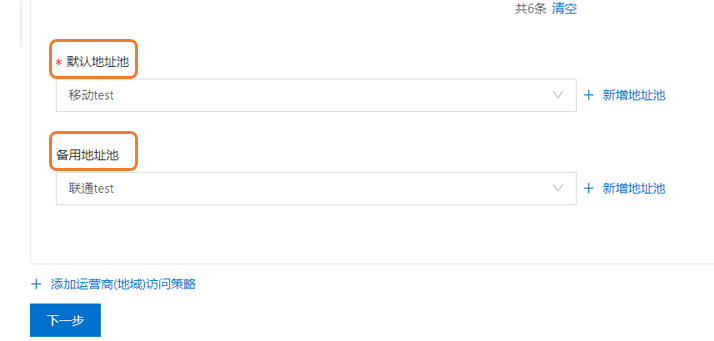 共6条 清空
* 默认地址池
移动test + 新增地址池
备用地址池
联通test + 新增地址池
+ 添加运营商(地域)访问策略
下一步